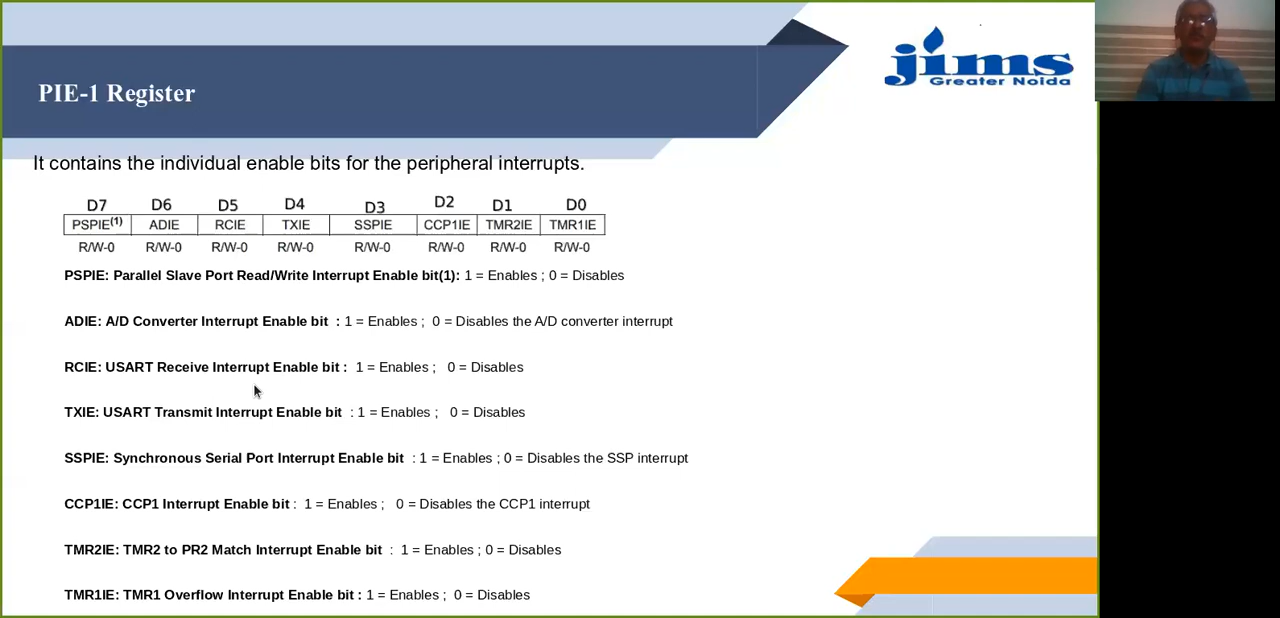 jims
Greater Noida
PIE-1 Register
It contains the individual enable bits for the peripheral interrupts.
D7 D6 D5 D4 D3 D2 D1 D0
PSPIE(1) ADIE RCIE TXIE SSPIE CCP1IE TMR2IE TMR1IE
R/W-0 R/W-0 R/W-0 R/W-0 R/W-0 R/W-0 R/W-0 R/W-0
PSPIE: Parallel Slave Port Read/Write Interrupt Enable bit(1): 1 = Enables ; 0 = Disables
ADIE: A/D Converter Interrupt Enable bit : 1 = Enables ; 0 = Disables the A/D converter interrupt
RCIE: USART Receive Interrupt Enable bit : 1 = Enables ; 0 = Disables
TXIE: USART Transmit Interrupt Enable bit : 1 = Enables ; 0 = Disables
SSPIE: Synchronous Serial Port Interrupt Enable bit : 1 = Enables ; 0 = Disables the SSP interrupt
CCP1IE: CCP1 Interrupt Enable bit : 1 = Enables ; 0 = Disables the CCP1 interrupt
TMR2IE: TMR2 to PR2 Match Interrupt Enable bit : 1 = Enables ; 0 = Disables
TMR1IE: TMR1 Overflow Interrupt Enable bit : 1 = Enables ; 0 = Disables